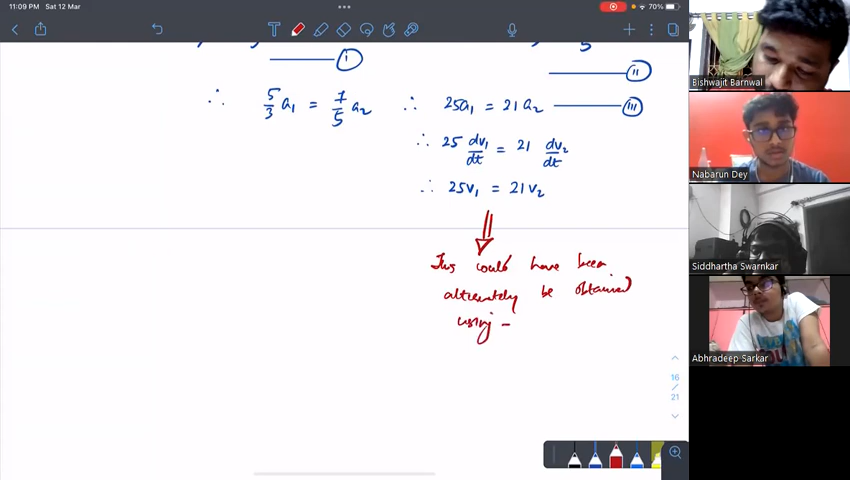 11:09 PM Sat 12 Mar
70%
Bishwajit Barnwal
i
ii
∴ 5/3 a₁ = 7/5 a₂ ∴ 25a₁ = 21a₂ iii
∴ 25 dv₁/dt = 21 dv₂/dt
∴ 25v₁ = 21v₂
This could have been
alternately be obtained
using -
Nabarun Dey
Siddhartha Swarnkar
Abhradeep Sarkar
16
/
21